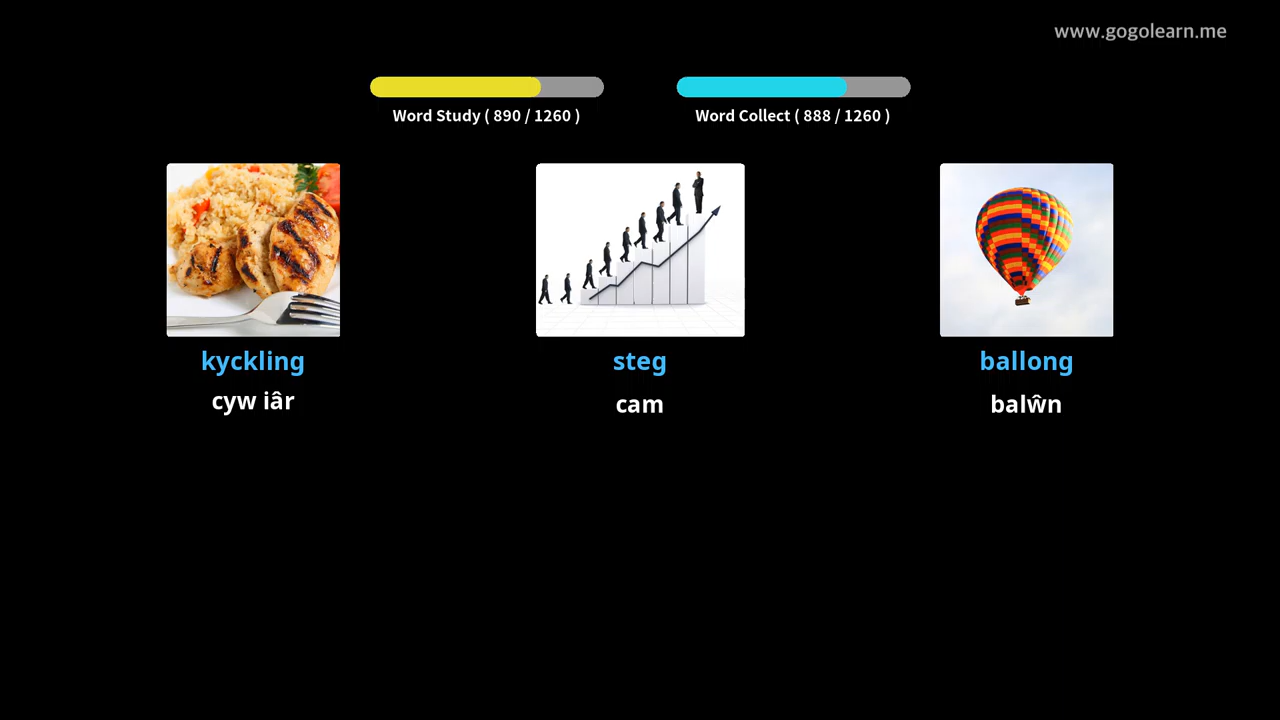 www.gogolearn.me
Word Study ( 890 / 1260 )
Word Collect ( 888 / 1260 )
kyckling
cyw iâr
steg
cam
ballong
balŵn